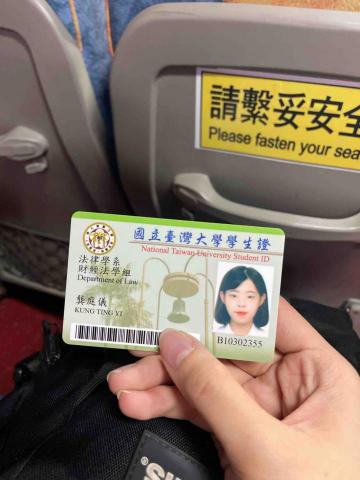 請繫妥安全
Please fasten your sea
國立臺灣大學學生證
National Taiwan University Student ID
法律學系
財經法學組
Department of Law
龔庭儀
KUNG TING YI
B10302355